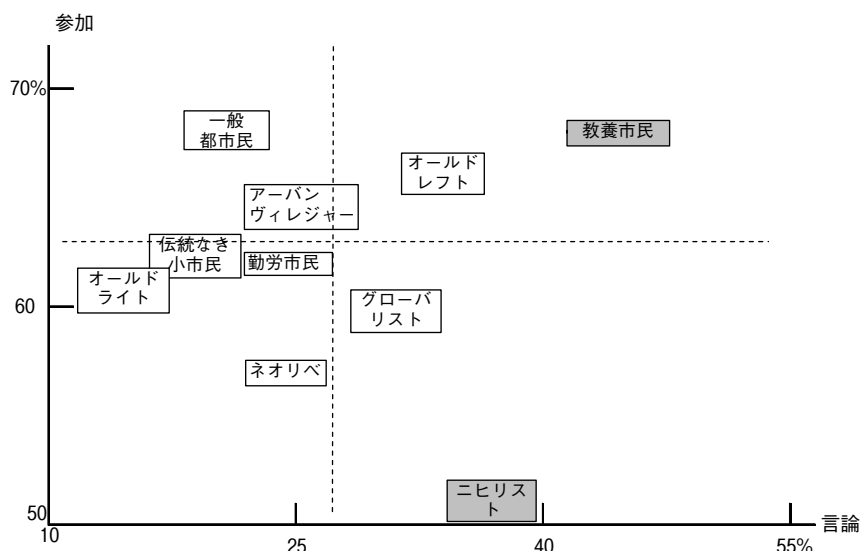 参加
70%
一般
都市民
教養市民
オールド
レフト
アーバン
ヴィレジャー
伝統なき
小市民
勤労市民
オールド
ライト
60
グローバ
リスト
ネオリベ
ニヒリス
ト
50
10
25
40
55%
言論